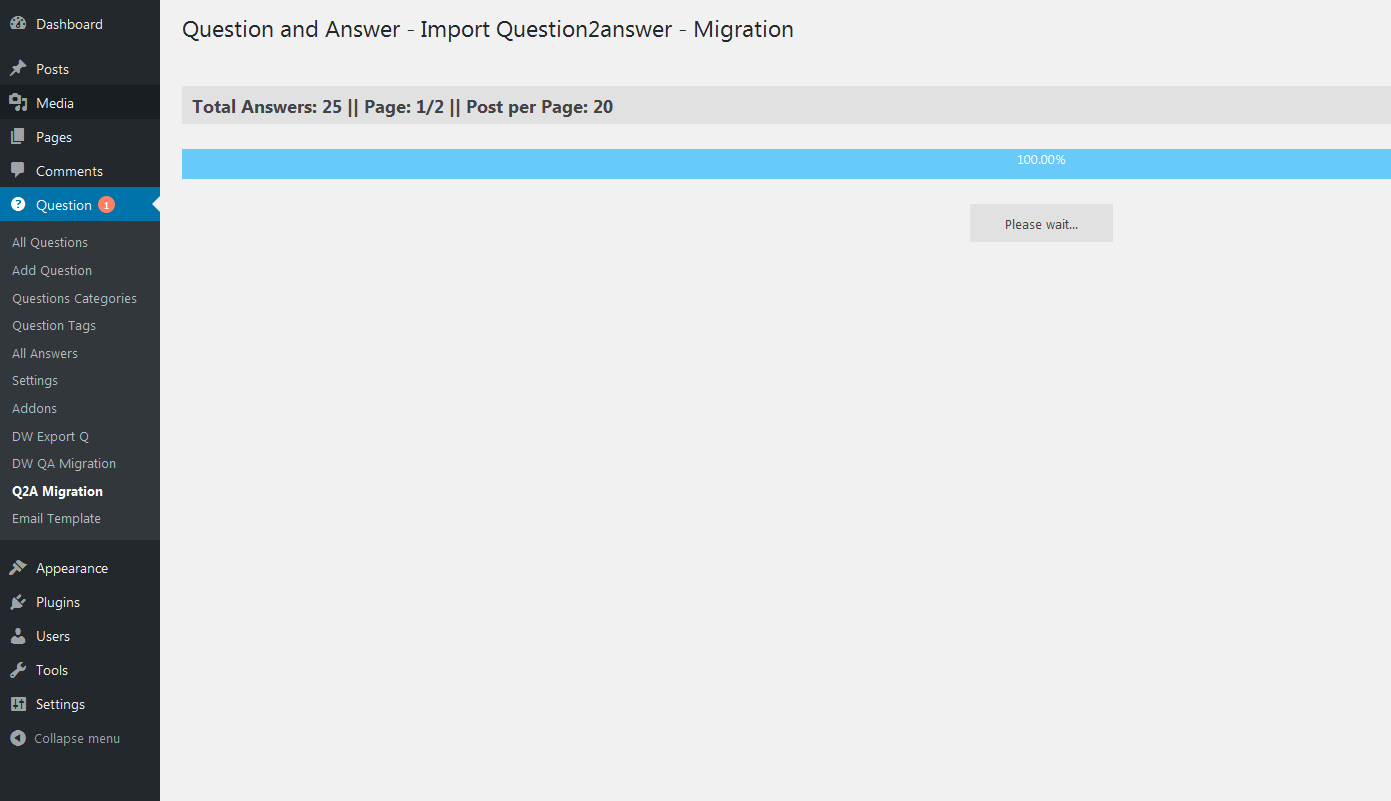 Dashboard
Posts
Media
Pages
Comments
Question 1
All Questions
Add Question
Questions Categories
Question Tags
All Answers
Settings
Addons
DW Export Q
DW QA Migration
Q2A Migration
Email Template
Appearance
Plugins
Users
Tools
Settings
Collapse menu
Question and Answer - Import Question2answer - Migration
Total Answers: 25 || Page: 1/2 || Post per Page: 20
100.00%
Please wait...